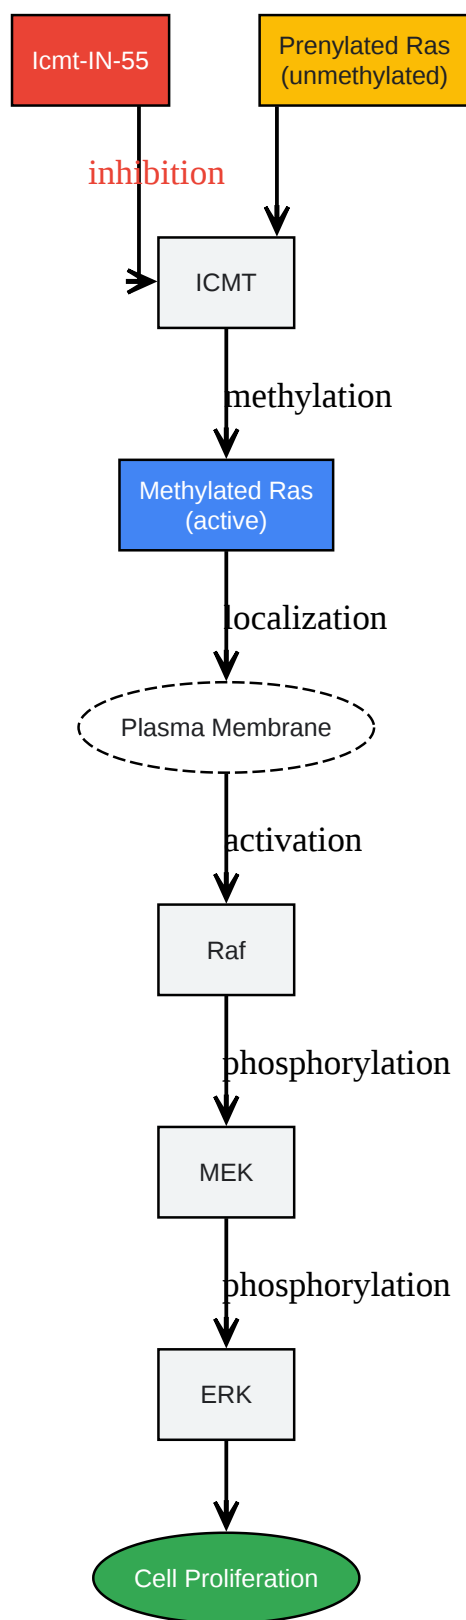 Icmt-IN-55
Prenylated Ras
(unmethylated)
inhibition
ICMT
methylation
Methylated Ras
(active)
localization
Plasma Membrane
activation
Raf
phosphorylation
MEK
phosphorylation
ERK
Cell Proliferation